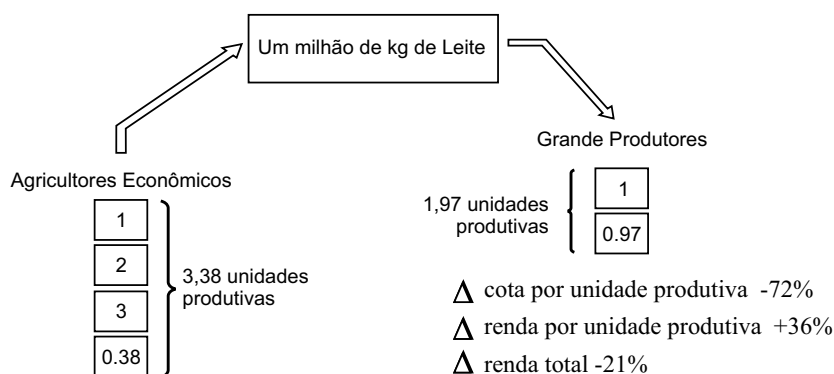 Um milhão de kg de Leite
Agricultores Econômicos
1
2
3
0.38
3,38 unidades
produtivas
Grande Produtores
1,97 unidades
produtivas
1
0.97
Δ cota por unidade produtiva -72%
Δ renda por unidade produtiva +36%
Δ renda total -21%